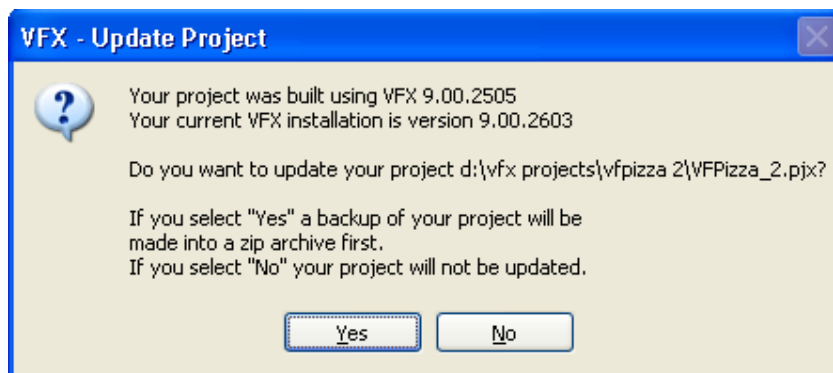 VFX - Update Project
Your project was built using VFX 9.00.2505
Your current VFX installation is version 9.00.2603
Do you want to update your project d:\vfx projects\vfpizza 2\VFPizza_2.pjx?
If you select "Yes" a backup of your project will be
made into a zip archive first.
If you select "No" your project will not be updated.
Yes No